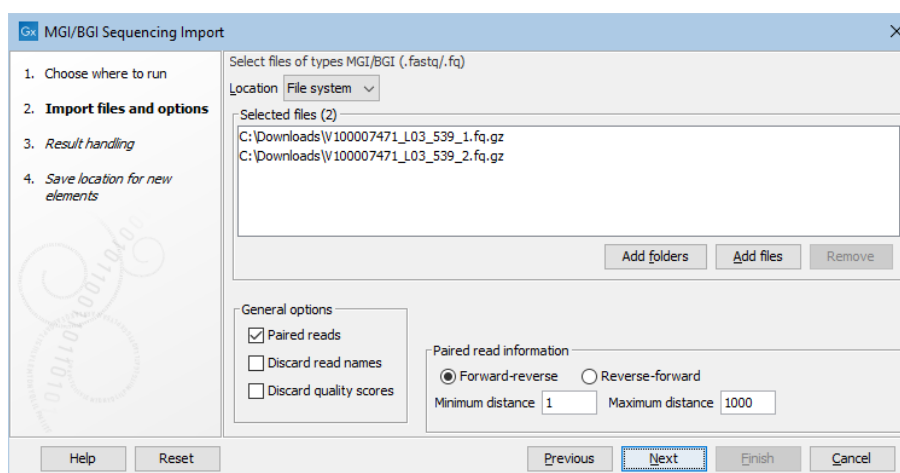 Gx MGI/BGI Sequencing Import
1. Choose where to run
2. Import files and options
3. Result handling
4. Save location for new
elements
Select files of types MGI/BGI (.fastq/.fq)
Location File system
Selected files (2)
C:\Downloads\V100007471_L03_539_1.fq.gz
C:\Downloads\V100007471_L03_539_2.fq.gz
Add folders Add files Remove
General options
Paired reads
Discard read names
Discard quality scores
Paired read information
Forward-reverse Reverse-forward
Minimum distance 1 Maximum distance 1000
Help Reset Previous Next Finish Cancel